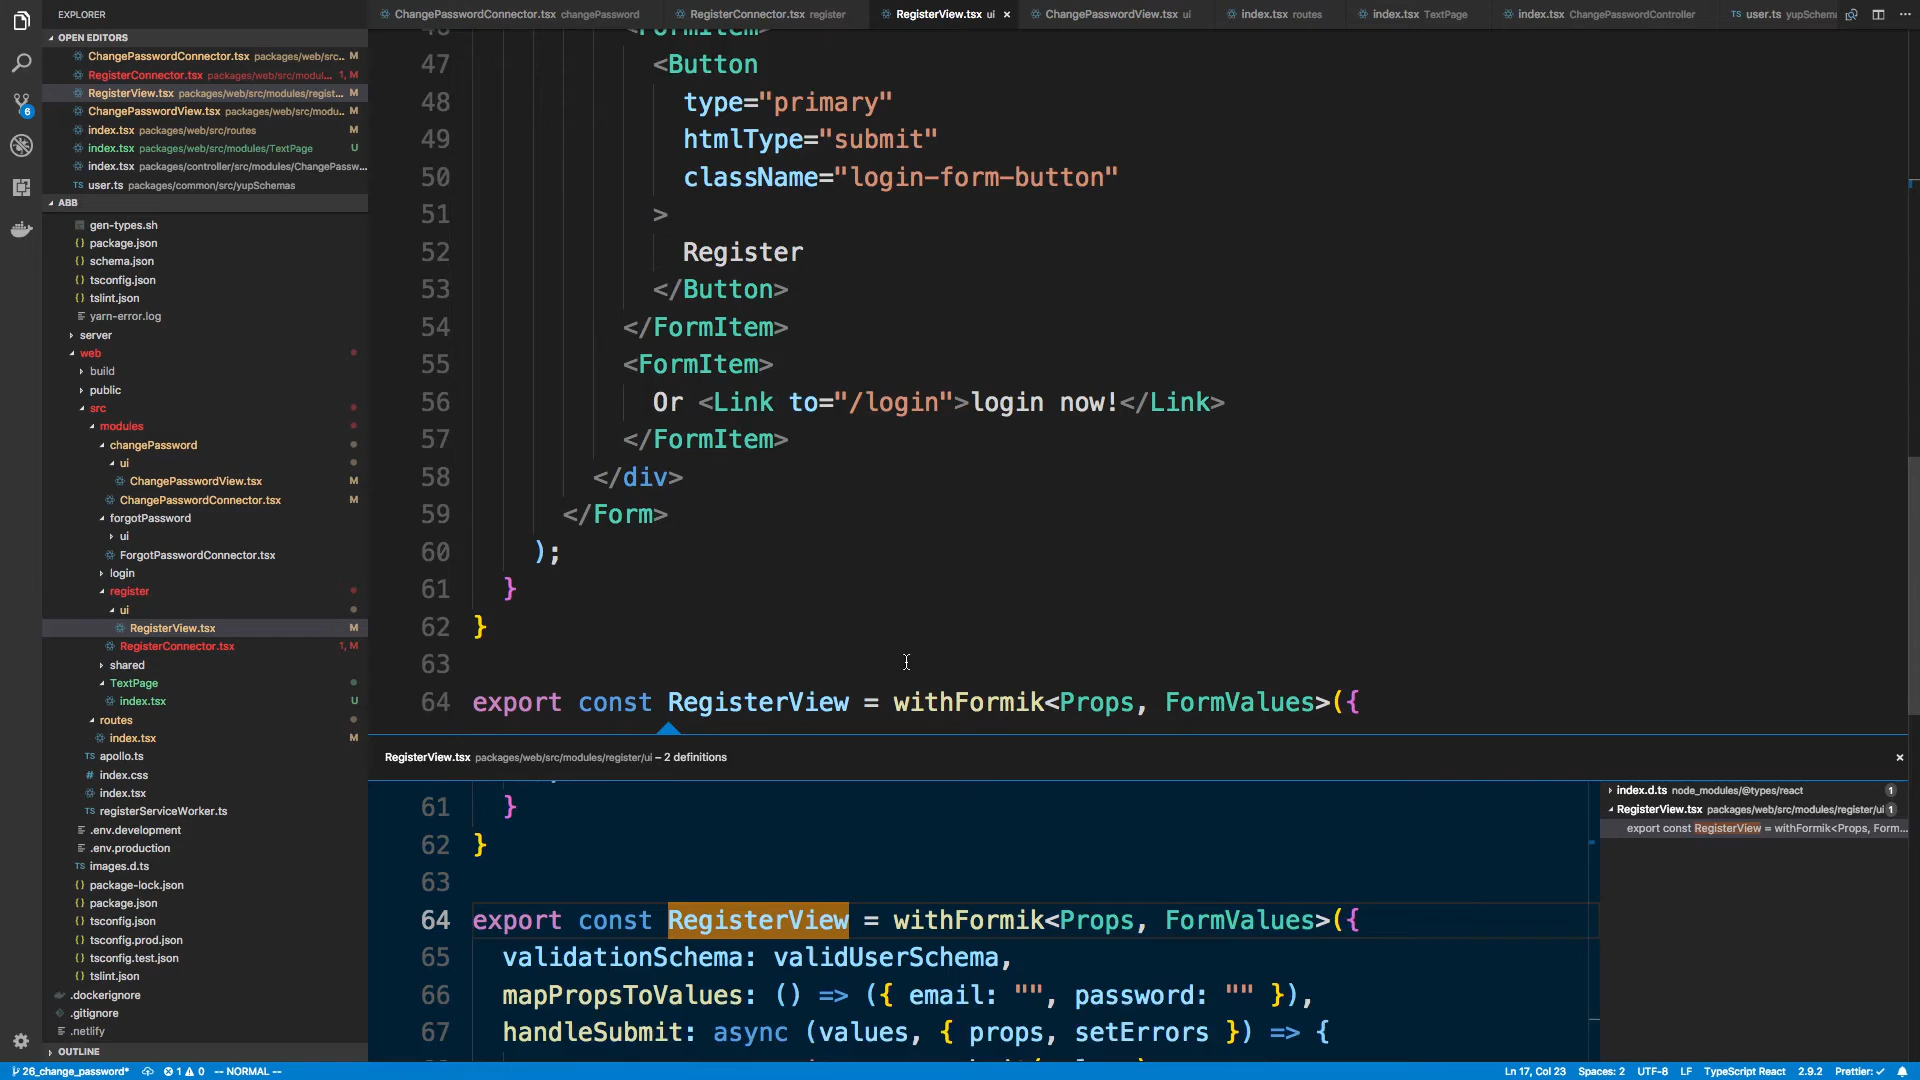 EXPLORER
OPEN EDITORS
ChangePasswordConnector.tsx packages/web/src... M
RegisterConnector.tsx packages/web/src/modul... 1, M
RegisterView.tsx packages/web/src/modules/regist... M
ChangePasswordView.tsx packages/web/src/modu... M
index.tsx packages/web/src/routes M
index.tsx packages/web/src/modules/TextPage U
index.tsx packages/controller/src/modules/ChangePassw...
TS user.ts packages/common/src/yupSchemas
ABB
gen-types.sh
{} package.json
{} schema.json
{} tsconfig.json
{} tslint.json
yarn-error.log
server
web
build
public
src
modules
changePassword
ui
ChangePasswordView.tsx M
ChangePasswordConnector.tsx M
forgotPassword
ui
ForgotPasswordConnector.tsx
login
register
ui
RegisterView.tsx M
RegisterConnector.tsx 1, M
shared
TextPage
index.tsx U
routes
index.tsx M
TS apollo.ts
# index.css
index.tsx
TS registerServiceWorker.ts
.env.development
.env.production
TS images.d.ts
{} package-lock.json
{} package.json
{} tsconfig.json
{} tsconfig.prod.json
{} tsconfig.test.json
{} tslint.json
.dockerignore
.gitignore
.netlify
OUTLINE
6
ChangePasswordConnector.tsx changePassword
RegisterConnector.tsx register
RegisterView.tsx ui ×
ChangePasswordView.tsx ui
index.tsx routes
index.tsx TextPage
index.tsx ChangePasswordController
TS user.ts yupSchema
46 <FormItem>
47 <Button
48 type="primary"
49 htmlType="submit"
50 className="login-form-button"
51 >
52 Register
53 </Button>
54 </FormItem>
55 <FormItem>
56 Or <Link to="/login">login now!</Link>
57 </FormItem>
58 </div>
59 </Form>
60 );
61 }
62 }
63
64 export const RegisterView = withFormik<Props, FormValues>({
RegisterView.tsx packages/web/src/modules/register/ui – 2 definitions ×
61 }
62 }
63
64 export const RegisterView = withFormik<Props, FormValues>({
65 validationSchema: validUserSchema,
66 mapPropsToValues: () => ({ email: "", password: "" }),
67 handleSubmit: async (values, { props, setErrors }) => {
index.d.ts node_modules/@types/react 1
RegisterView.tsx packages/web/src/modules/register/ui 1
export const RegisterView = withFormik<Props, Form...
26_change_password* 1 0 -- NORMAL --
Ln 17, Col 23 Spaces: 2 UTF-8 LF TypeScript React 2.9.2 Prettier: ✓